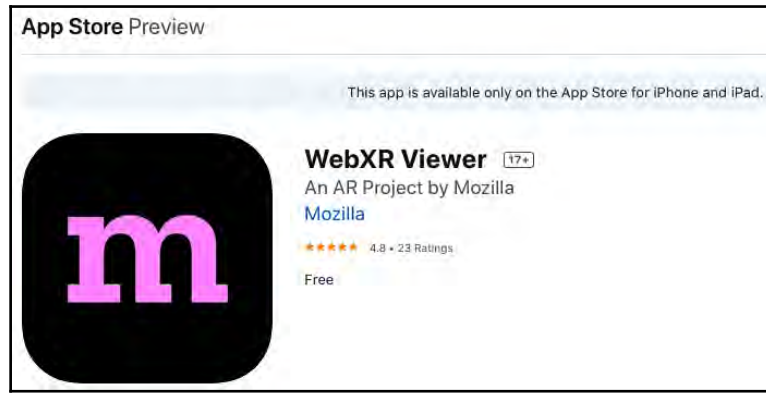 App Store Preview
This app is available only on the App Store for iPhone and iPad.
WebXR Viewer 17+
An AR Project by Mozilla
Mozilla
★★★★★ 4.8 • 23 Ratings
Free
m